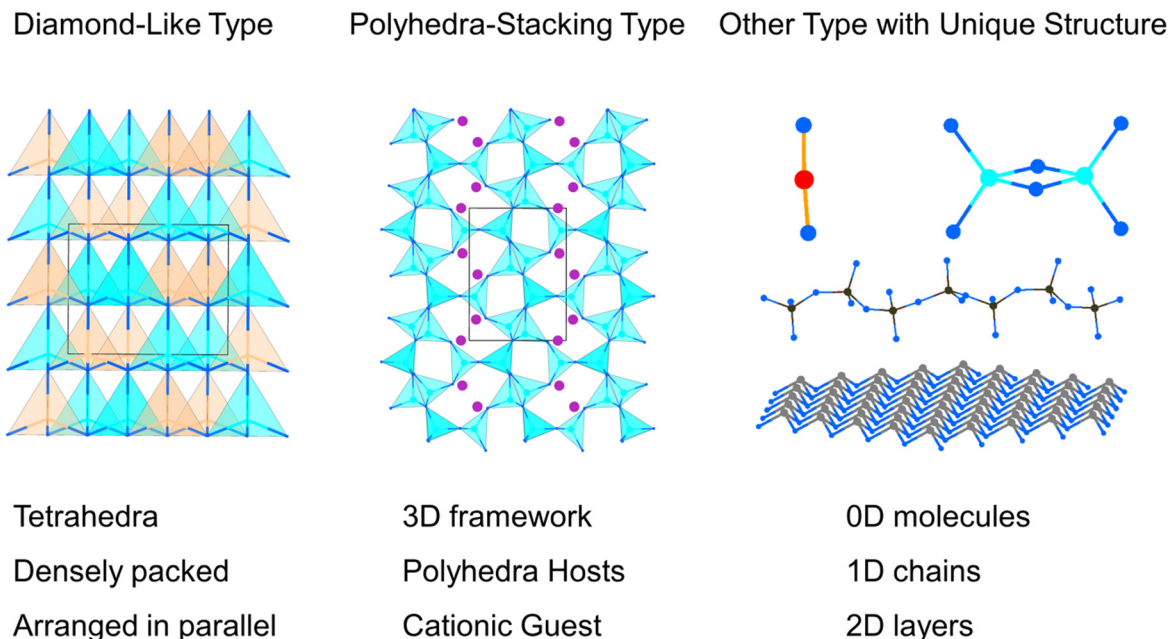 Diamond-Like Type
Polyhedra-Stacking Type
Other Type with Unique Structure
Tetrahedra
Densely packed
Arranged in parallel
3D framework
Polyhedra Hosts
Cationic Guest
0D molecules
1D chains
2D layers